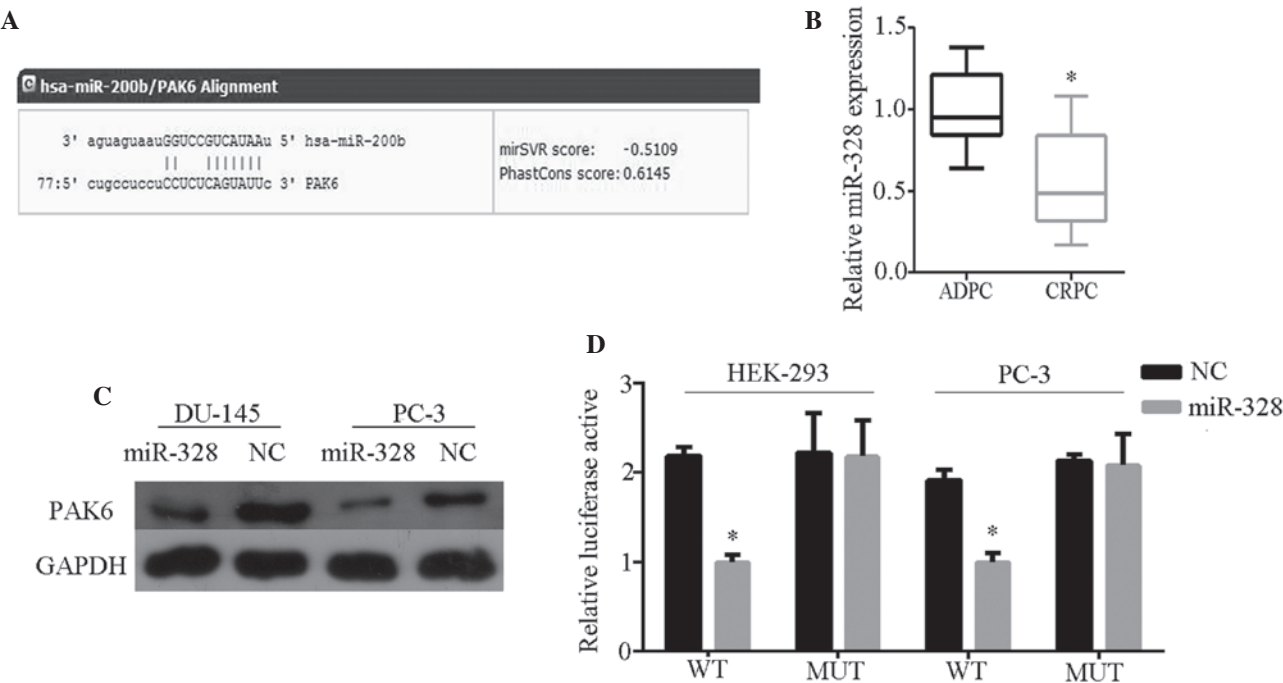 A
hsa-miR-200b/PAK6 Alignment
3' aguaguaauGGUCCGUCAUAAu 5' hsa-miR-200b
|| |||||||
77:5' cugccuccuCCUCUCAGUAUUc 3' PAK6
mirSVR score: -0.5109
PhastCons score: 0.6145
B
Relative miR-328 expression
1.5
1.0
0.5
0.0
*
ADPC
CRPC
C
DU-145
PC-3
miR-328 NC miR-328 NC
PAK6
GAPDH
D
Relative luciferase active
3
2
1
0
HEK-293
PC-3
NC
miR-328
*
*
WT
MUT
WT
MUT